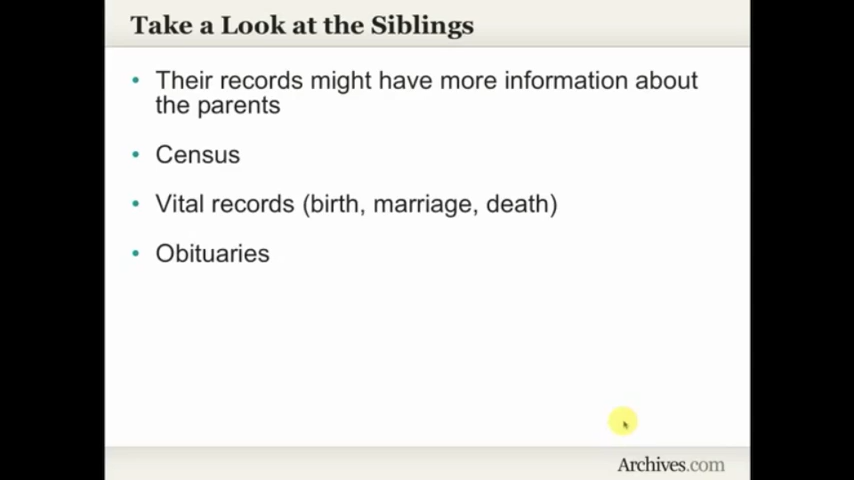 Take a Look at the Siblings
• Their records might have more information about
the parents
• Census
• Vital records (birth, marriage, death)
• Obituaries
Archives.com